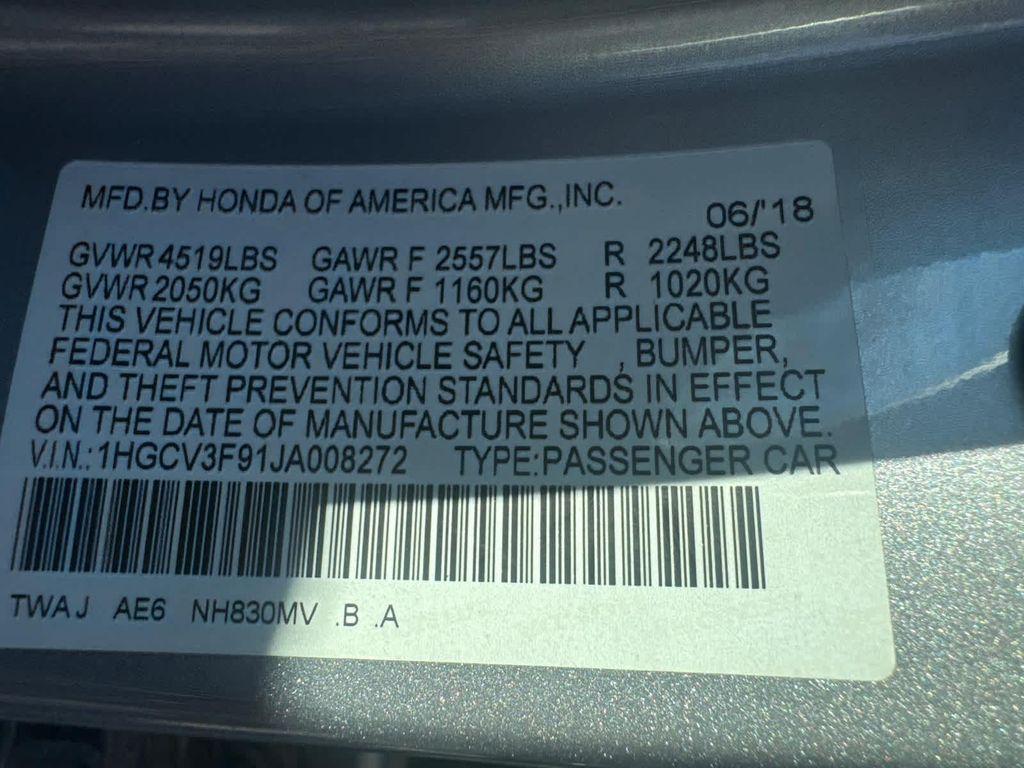 MFD.BY HONDA OF AMERICA MFG.,INC.
06/'18
GVWR 4519LBS GAWR F 2557LBS R 2248LBS
GVWR 2050KG GAWR F 1160KG R 1020KG
THIS VEHICLE CONFORMS TO ALL APPLICABLE
FEDERAL MOTOR VEHICLE SAFETY , BUMPER,
AND THEFT PREVENTION STANDARDS IN EFFECT
ON THE DATE OF MANUFACTURE SHOWN ABOVE.
V.I.N.:1HGCV3F91JA008272 TYPE:PASSENGER CAR
TWAJ AE6 NH830MV .B .A